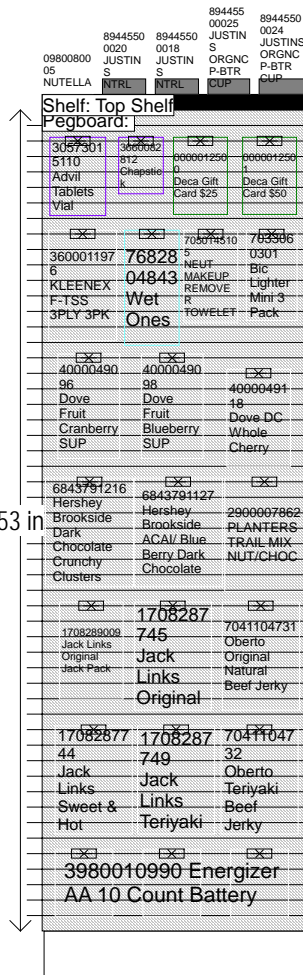 09800800
05
NUTELLA
8944550
0020
JUSTIN
S
NTRL
8944550
0018
JUSTIN
S
NTRL
894455
00025
JUSTIN
S
ORGNC
P-BTR
CUP
8944550
0024
JUSTINS
ORGNC
P-BTR
CUP
Shelf: Top Shelf
Pegboard:
3057301
5110
Advil
Tablets
Vial
3660082
812
Chapstic
k
000001250
0
Deca Gift
Card $25
000001250
1
Deca Gift
Card $50
360001197
6
KLEENEX
F-TSS
3PLY 3PK
76828
04843
Wet
Ones
705014510
5
NEUT
MAKEUP
REMOVE
R
TOWELET
703306
0301
Bic
Lighter
Mini 3
Pack
40000490
96
Dove
Fruit
Cranberry
SUP
40000490
98
Dove
Fruit
Blueberry
SUP
40000491
18
Dove DC
Whole
Cherry
53 in
6843791216
Hershey
Brookside
Dark
Chocolate
Crunchy
Clusters
6843791127
Hershey
Brookside
ACAI/ Blue
Berry Dark
Chocolate
2900007862
PLANTERS
TRAIL MIX
NUT/CHOC
1708289009
Jack Links
Original
Jack Pack
1708287
745
Jack
Links
Original
7041104731
Oberto
Original
Natural
Beef Jerky
17082877
44
Jack
Links
Sweet &
Hot
1708287
749
Jack
Links
Teriyaki
70411047
32
Oberto
Teriyaki
Beef
Jerky
3980010990 Energizer
AA 10 Count Battery